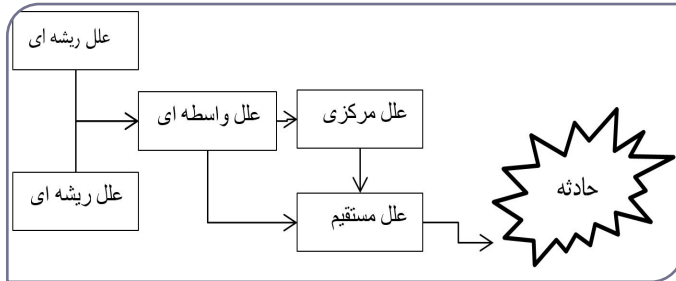 علل ریشه ای
علل واسطه ای
علل مرکزی
علل ریشه ای
علل مستقیم
حادثه